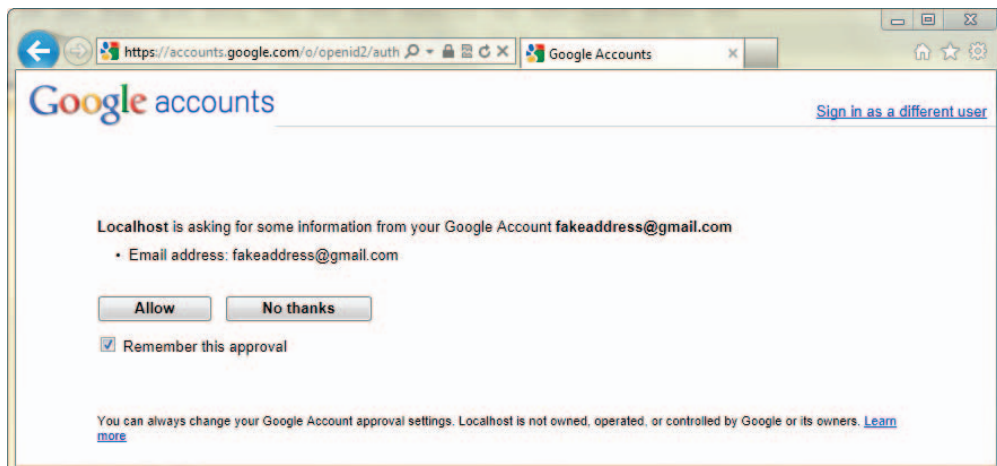 https://accounts.google.com/o/openid2/auth
Google Accounts
Google accounts
Sign in as a different user
Localhost is asking for some information from your Google Account fakeaddress@gmail.com
• Email address: fakeaddress@gmail.com
Allow No thanks
Remember this approval
You can always change your Google Account approval settings. Localhost is not owned, operated, or controlled by Google or its owners. Learn
more